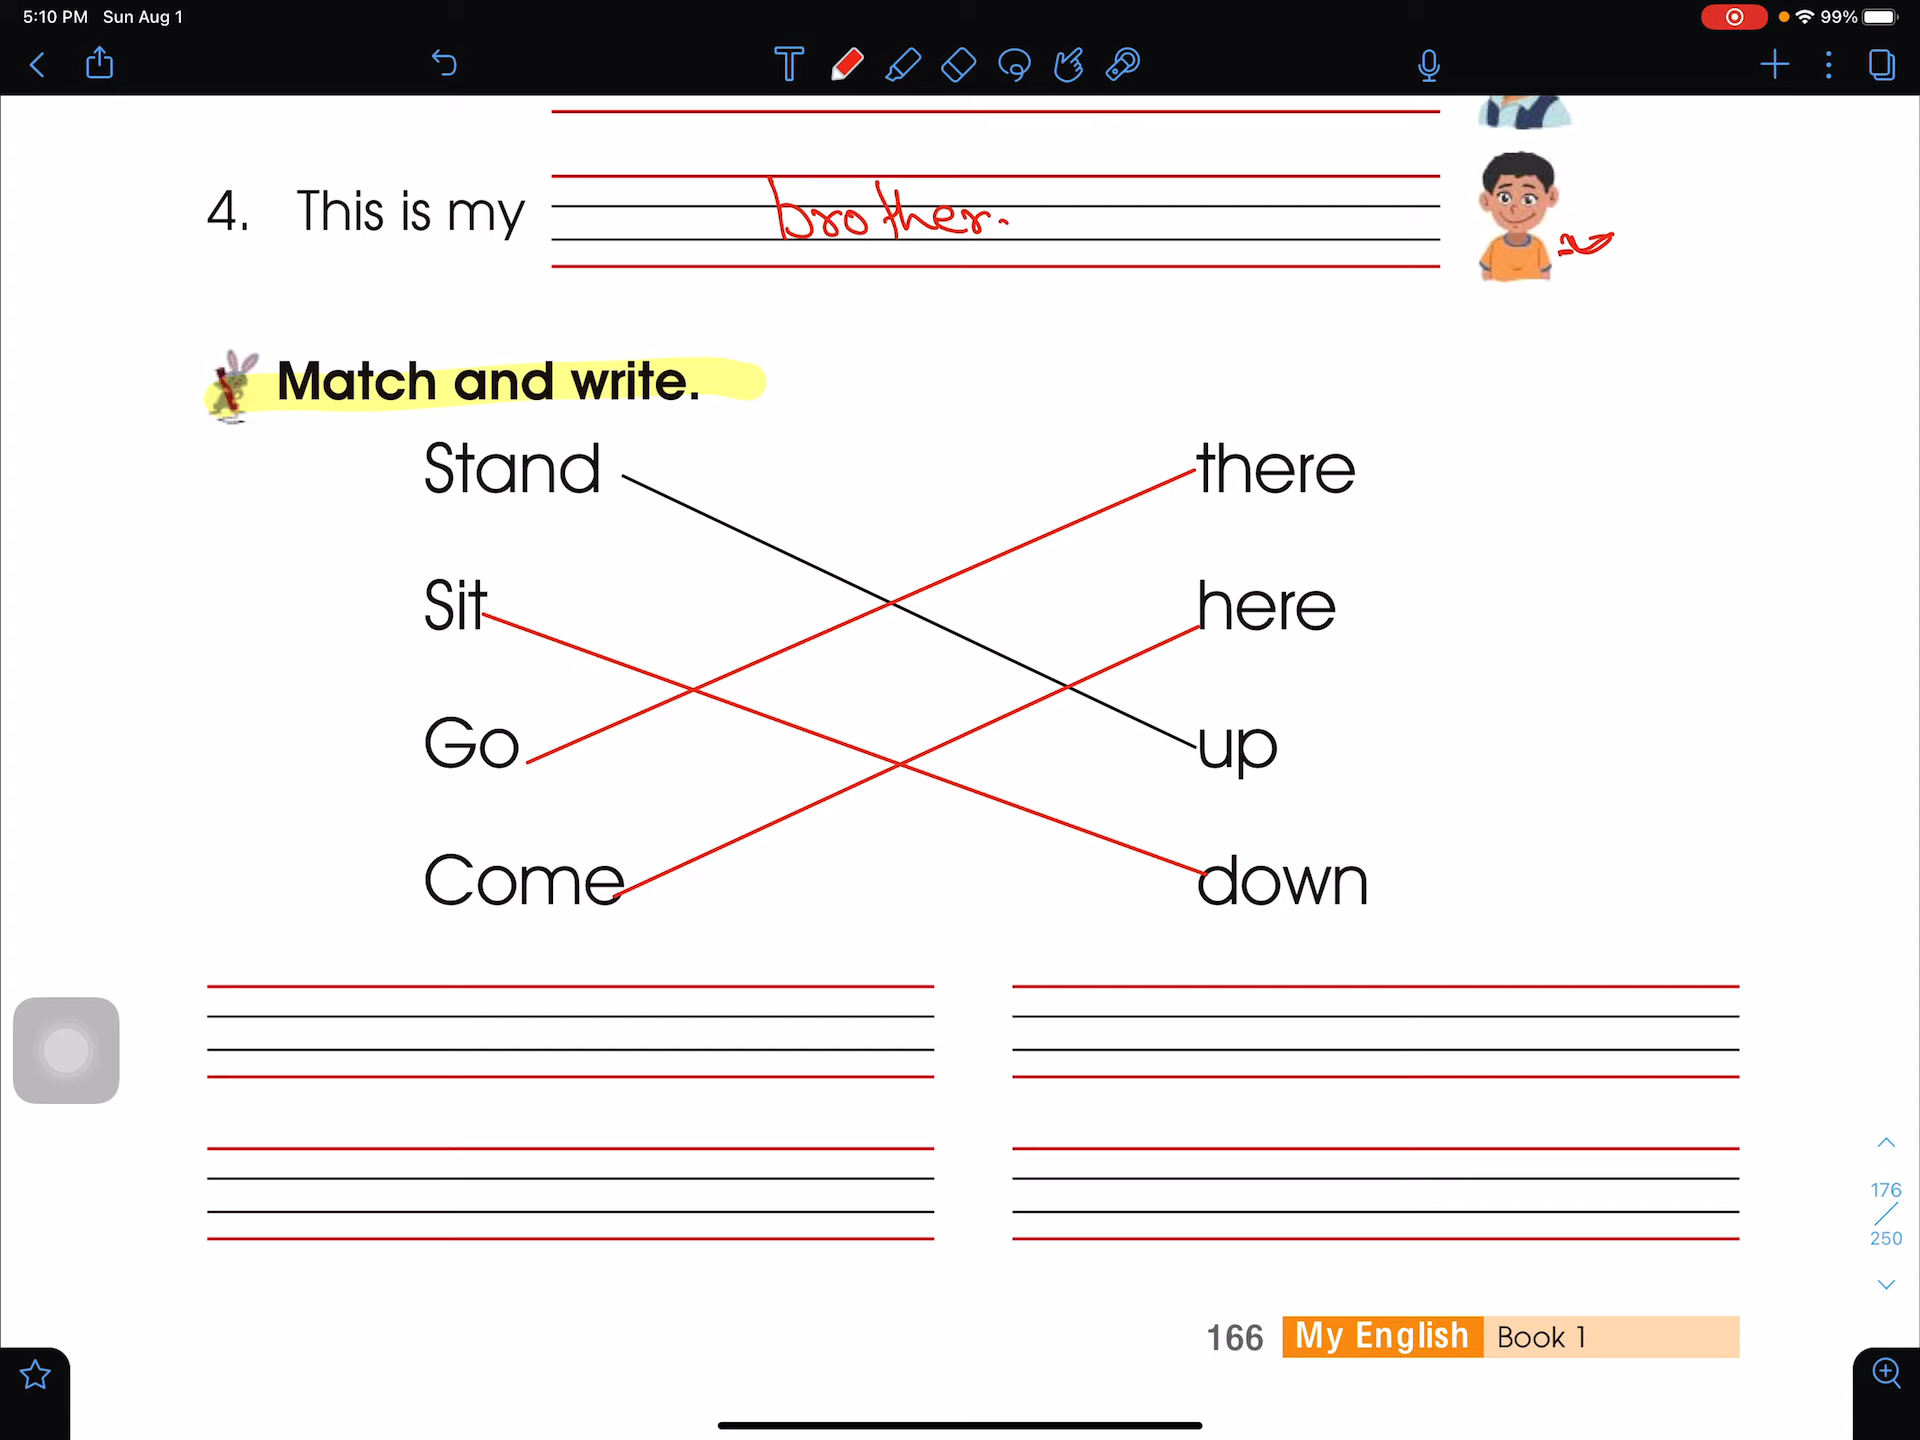 5:10 PM Sun Aug 1
99%
4. This is my brother.
Match and write.
Stand there
Sit here
Go up
Come down
176
250
166 My English Book 1